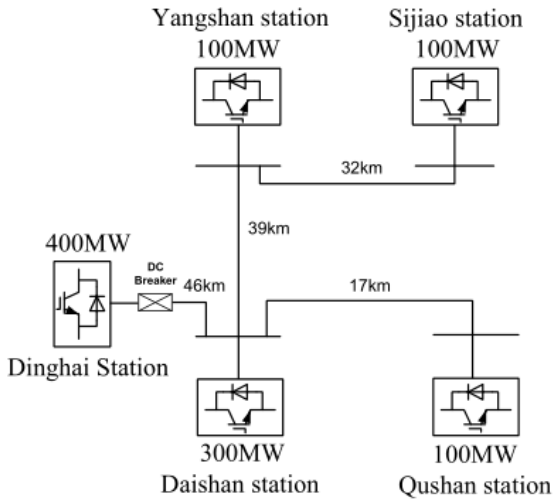 Yangshan station
100MW
Sijiao station
100MW
32km
39km
400MW
DC
Breaker
46km
17km
Dinghai Station
300MW
Daishan station
100MW
Qushan station